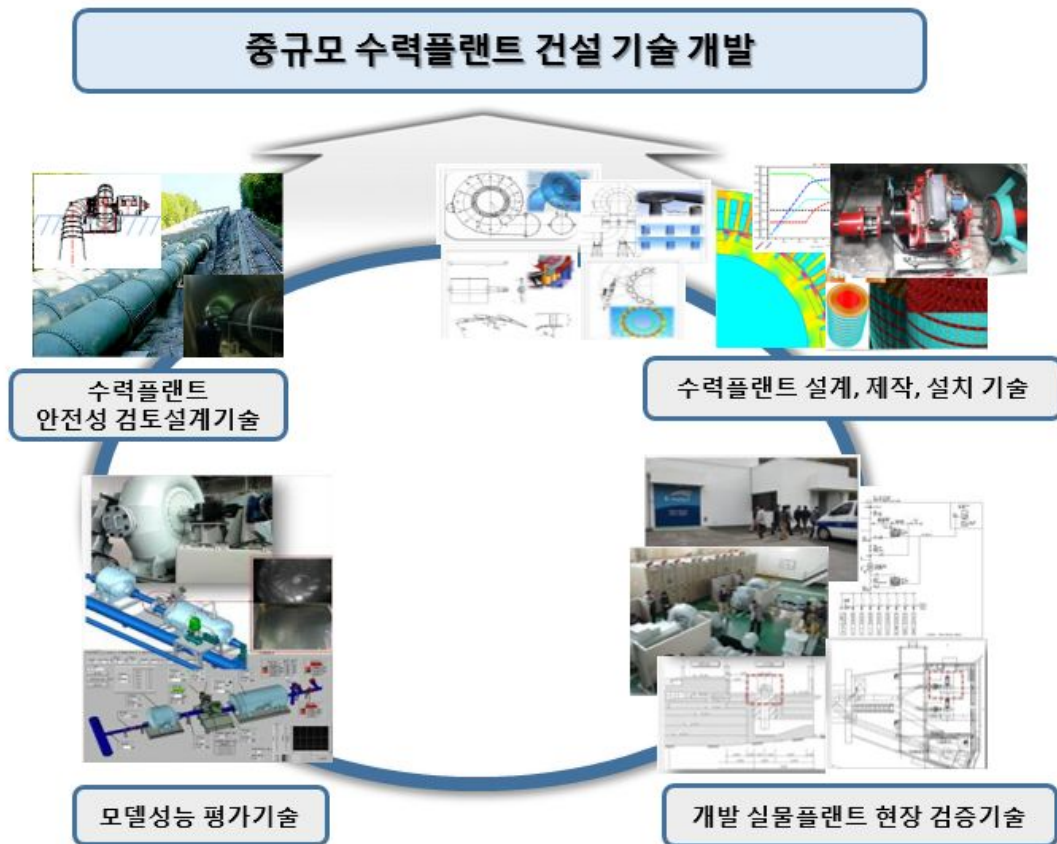 중규모 수력플랜트 건설 기술 개발
수력플랜트
안전성 검토설계기술
수력플랜트 설계, 제작, 설치 기술
모델성능 평가기술
개발 실물플랜트 현장 검증기술